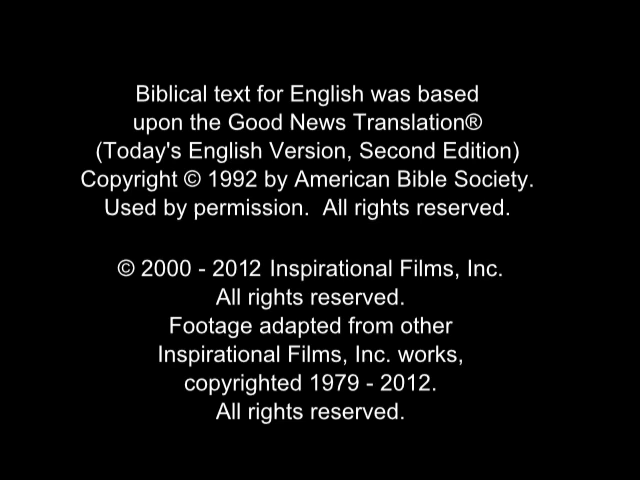 Biblical text for English was based
upon the Good News Translation®
(Today's English Version, Second Edition)
Copyright © 1992 by American Bible Society.
Used by permission.  All rights reserved.
© 2000 - 2012 Inspirational Films, Inc.
All rights reserved.
Footage adapted from other
Inspirational Films, Inc. works,
copyrighted 1979 - 2012.
All rights reserved.